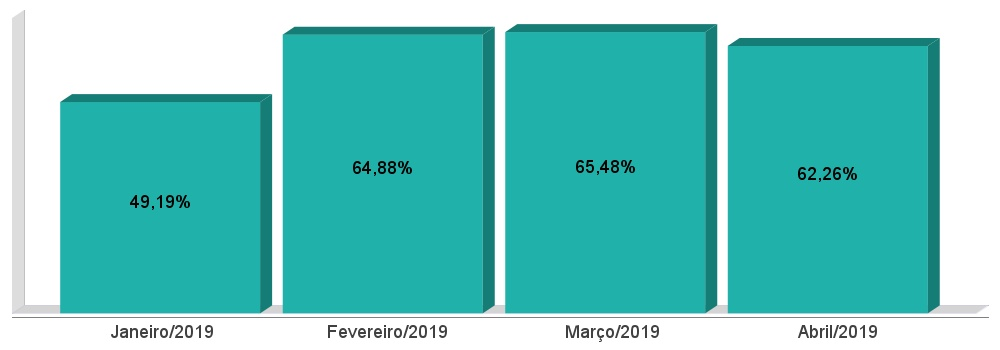 49,19%
64,88%
65,48%
62,26%
Janeiro/2019
Fevereiro/2019
Março/2019
Abril/2019